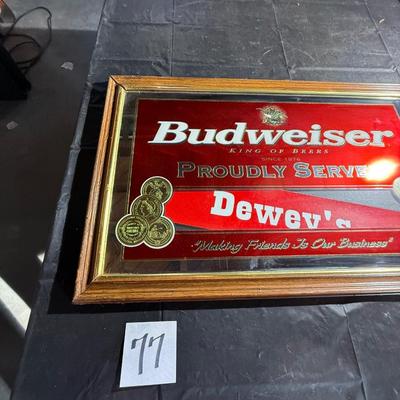 Budweiser
KING OF BEERS
SINCE 1876
PROUDLY SERVE
Dewey's
"Making Friends Is Our Business"
77